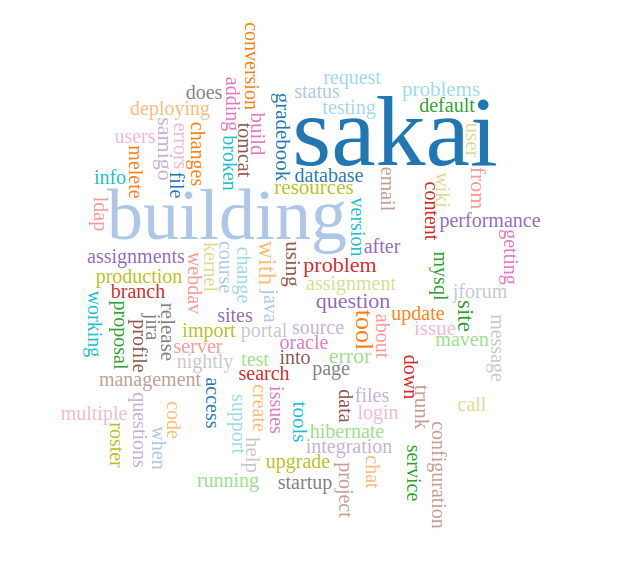 conversion
request
does
adding
status
problems
deploying
gradebook
testing
default
sakai
samigo
build
users
errors
changes
tomcat
broken
user
melete
file
info
database
resources
email
wiki
from
content
ldap
building
version
performance
after
getting
assignments
kernel
course
change
with
using
problem
mysql
production
webdav
assignment
branch
java
jforum
working
proposal
release
jira
profile
sites
question
source
tool
about
update
site
message
import
portal
issue
server
oracle
maven
nightly
test
into
error
management
search
page
down
access
create
issues
data
files
trunk
call
multiple
questions
code
support
tools
login
roster
when
help
hibernate
integration
configuration
upgrade
chat
service
running
startup
project